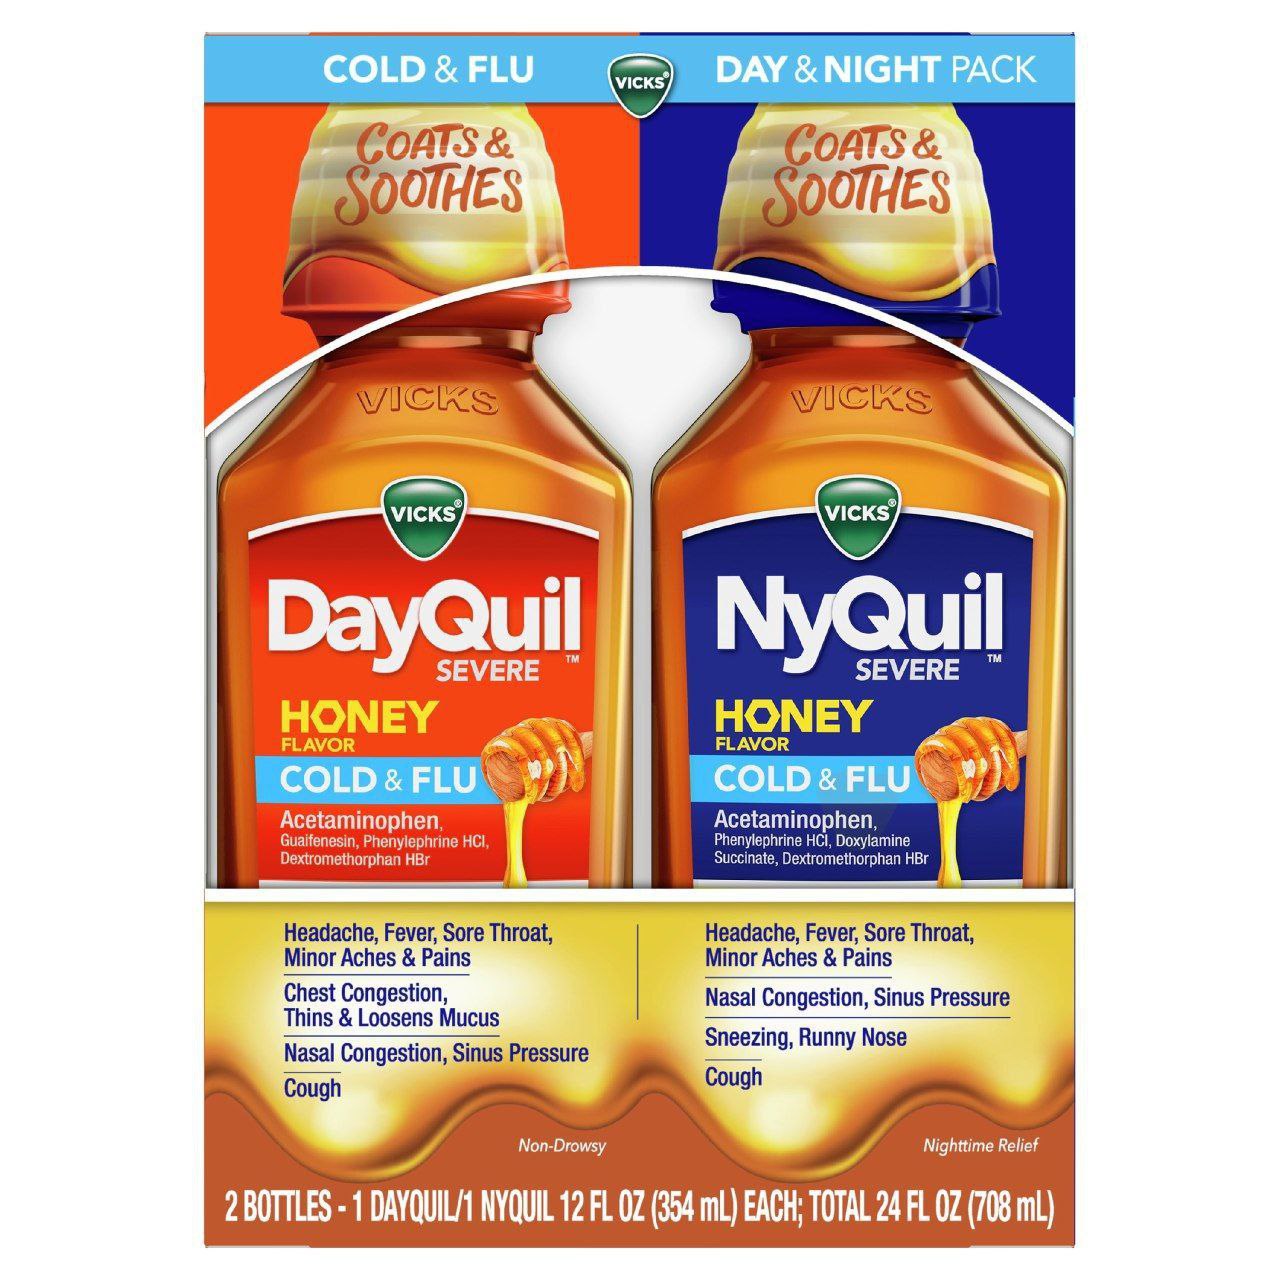 COLD & FLU
VICKS®
DAY & NIGHT PACK
COATS &
SOOTHES
COATS &
SOOTHES
VICKS
VICKS
VICKS®
DayQuil
SEVERE™
HONEY
FLAVOR
COLD & FLU
Acetaminophen,
Guaifenesin, Phenylephrine HCl,
Dextromethorphan HBr
VICKS®
NyQuil
SEVERE™
HONEY
FLAVOR
COLD & FLU
Acetaminophen,
Phenylephrine HCl, Doxylamine
Succinate, Dextromethorphan HBr
Headache, Fever, Sore Throat,
Minor Aches & Pains
Chest Congestion,
Thins & Loosens Mucus
Nasal Congestion, Sinus Pressure
Cough
Non-Drowsy
Headache, Fever, Sore Throat,
Minor Aches & Pains
Nasal Congestion, Sinus Pressure
Sneezing, Runny Nose
Cough
Nighttime Relief
2 BOTTLES - 1 DAYQUIL/1 NYQUIL 12 FL OZ (354 mL) EACH; TOTAL 24 FL OZ (708 mL)